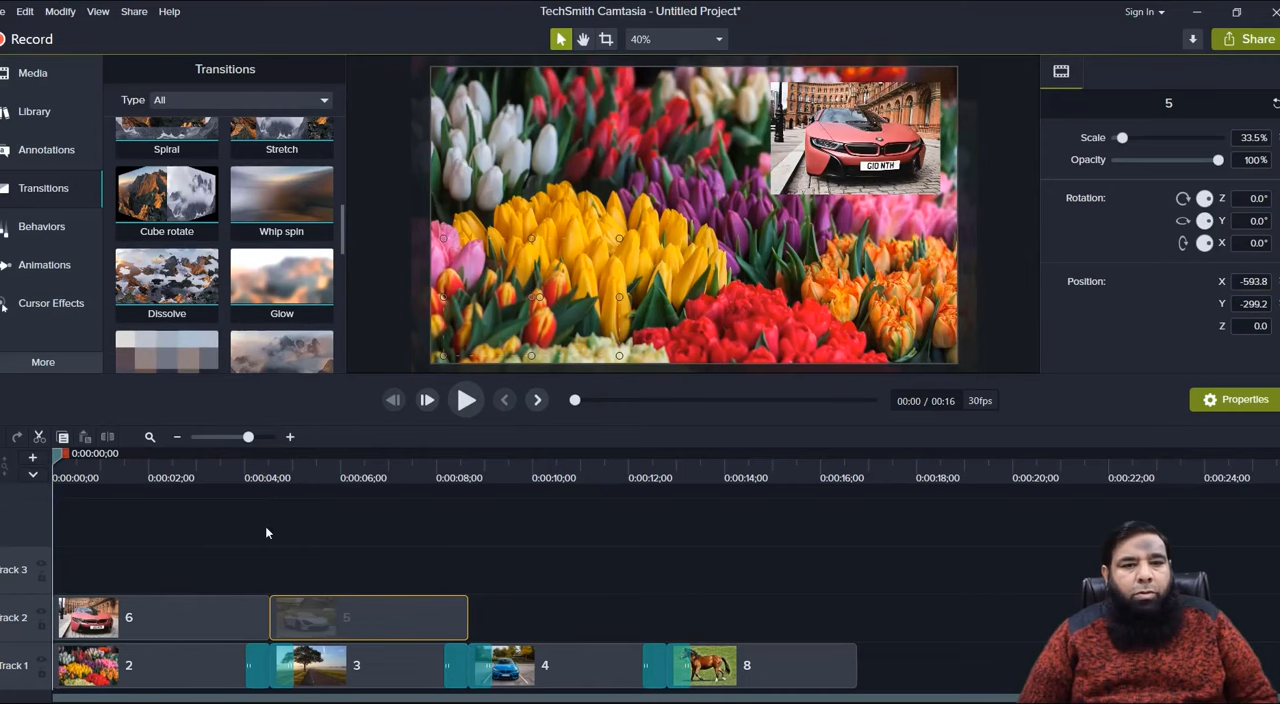 Edit Modify View Share Help
TechSmith Camtasia - Untitled Project*
Sign In
Record
40%
Share
Media
Library
Annotations
Transitions
Behaviors
Animations
Cursor Effects
More
Transitions
Type All
Spiral Stretch
Cube rotate Whip spin
Dissolve Glow
G10 NTH
5
Scale 33.5%
Opacity 100%
Rotation: Z 0.0°
Y 0.0°
X 0.0°
Position: X -593.8
Y -299.2
Z 0.0
00:00 / 00:16 30fps
Properties
0:00:00;00
0:00:00;00 0:00:02;00 0:00:04;00 0:00:06;00 0:00:08;00 0:00:10;00 0:00:12;00 0:00:14;00 0:00:16;00 0:00:20;00 0:00:22;00 0:00:24;00
rack 3
rack 2 6 5
rack 1 2 3 4 8